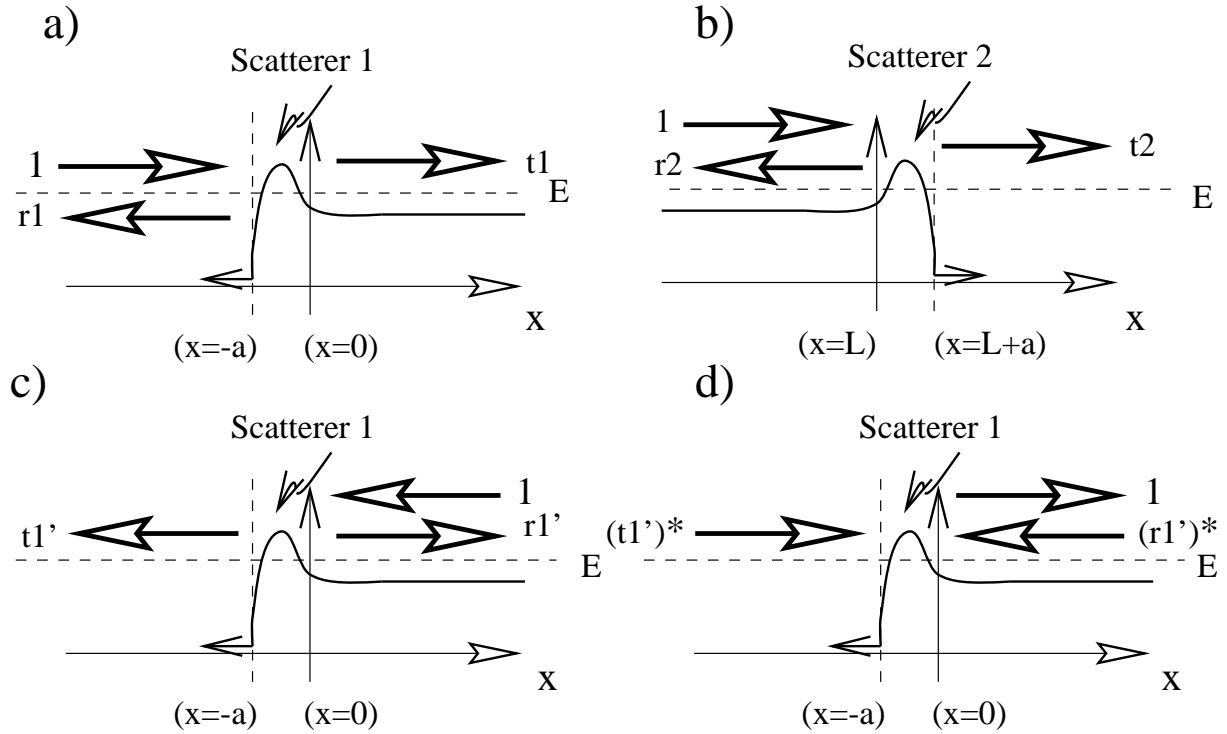 a)
Scatterer 1
1
t1
E
r1
x
(x=-a) (x=0)
b)
Scatterer 2
1
r2
t2
E
x
(x=L) (x=L+a)
c)
Scatterer 1
1
t1'
r1'
E
x
(x=-a) (x=0)
d)
Scatterer 1
1
(t1')*
(r1')*
E
x
(x=-a) (x=0)